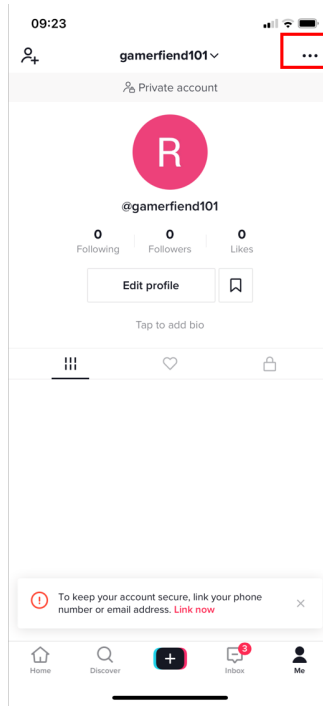 09:23
gamerfiend101
Private account
R
@gamerfiend101
0 0 0
Following Followers Likes
Edit profile
Tap to add bio
To keep your account secure, link your phone
number or email address. Link now
3
Home Discover Inbox Me